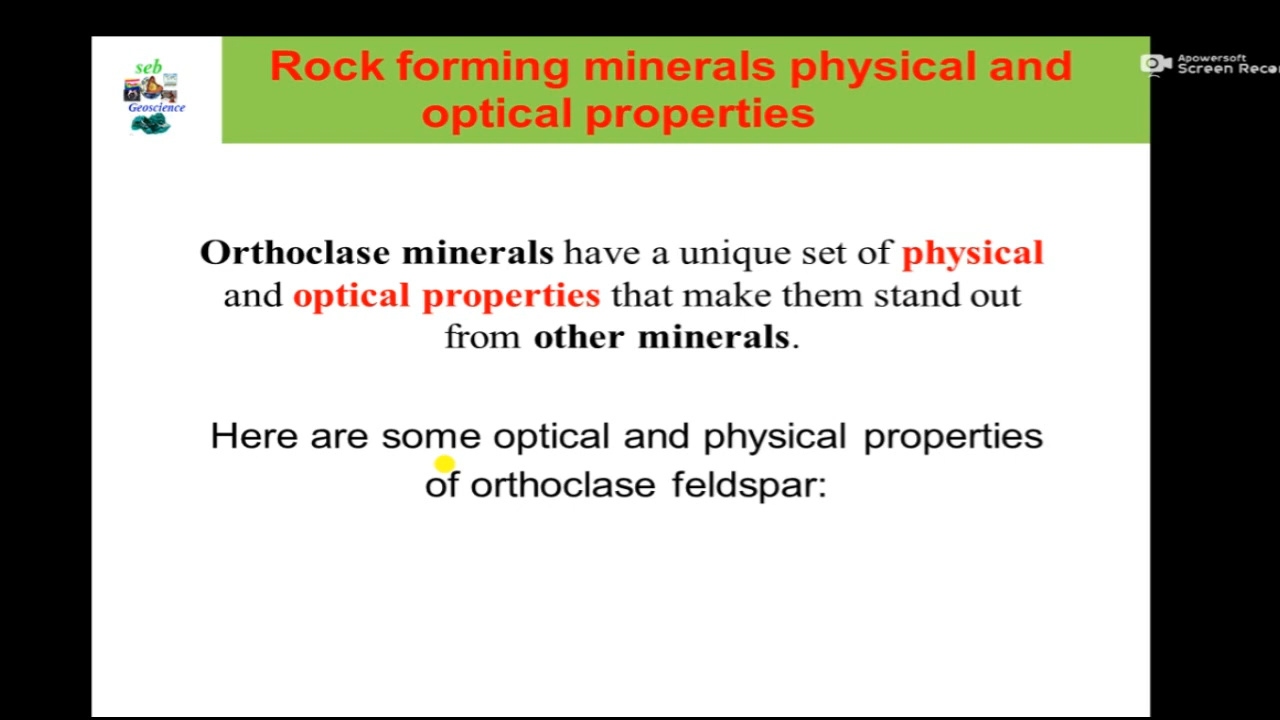 seb
Geoscience
Rock forming minerals physical and
optical properties
Apowersoft
Screen Reco
Orthoclase minerals have a unique set of physical
and optical properties that make them stand out
from other minerals.
Here are some optical and physical properties
of orthoclase feldspar: